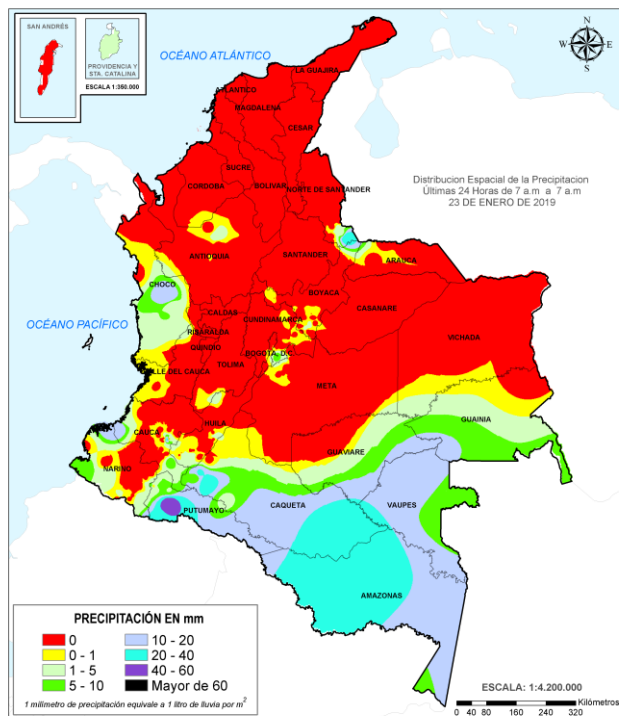 SAN ANDRÉS
PROVIDENCIA Y
STA. CATALINA
ESCALA 1:350.000
OCÉANO ATLÁNTICO
N
W
E
S
LA GUAJIRA
ATLANTICO
MAGDALENA
CESAR
SUCRE
CORDOBA
BOLIVAR
NORTE DE SANTANDER
Distribucion Espacial de la Precipitacion
Últimas 24 Horas de 7 a.m a 7 a.m
23 DE ENERO DE 2019
ANTIOQUIA
SANTANDER
ARAUCA
CHOCO
BOYACA
CASANARE
OCÉANO PACÍFICO
CALDAS
CUNDINAMARCA
RISARALDA
VICHADA
QUINDIO
BOGOTA, D.C.
TOLIMA
VALLE DEL CAUCA
META
HUILA
GUAINIA
CAUCA
GUAVIARE
NARIÑO
CAQUETA
VAUPES
PUTUMAYO
AMAZONAS
PRECIPITACIÓN EN mm
0
10 - 20
0 - 1
20 - 40
1 - 5
40 - 60
5 - 10
Mayor de 60
1 milimetro de precipitación equivale a 1 litro de lluvia por m²
ESCALA: 1:4.200.000
Kilómetros
0 40 80 160 240 320